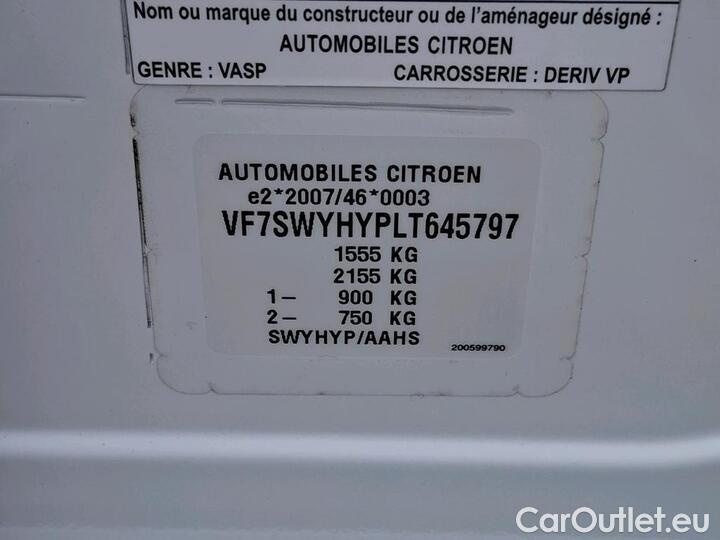 Nom ou marque du constructeur ou de l'aménageur désigné :
AUTOMOBILES CITROEN
GENRE : VASP CARROSSERIE : DERIV VP
AUTOMOBILES CITROEN
e2*2007/46*0003
VF7SWYHYPLT645797
1555 KG
2155 KG
1– 900 KG
2– 750 KG
SWYHYP/AAHS
200599790
CarOutlet.eu